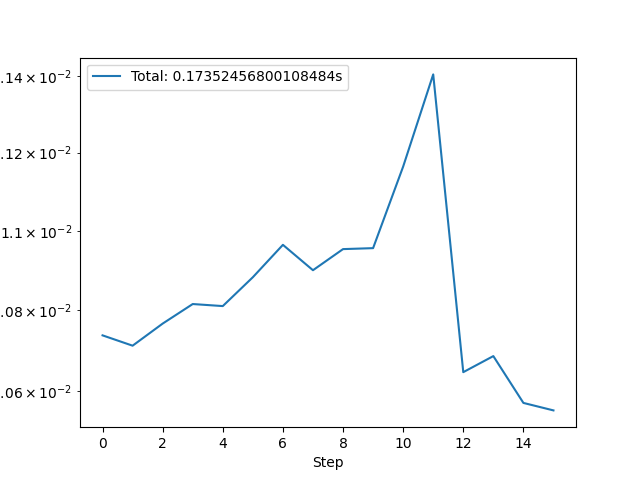 Total: 0.17352456800108484s
.14 × 10⁻²
.12 × 10⁻²
1.1 × 10⁻²
.08 × 10⁻²
.06 × 10⁻²
0 2 4 6 8 10 12 14
Step